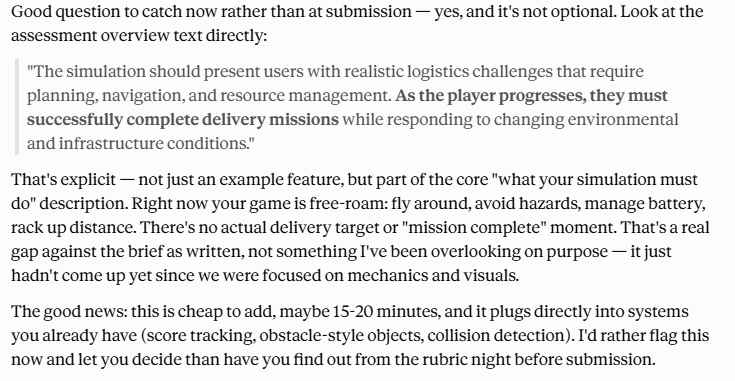 Good question to catch now rather than at submission — yes, and it's not optional. Look at the
assessment overview text directly:
"The simulation should present users with realistic logistics challenges that require
planning, navigation, and resource management. As the player progresses, they must
successfully complete delivery missions while responding to changing environmental
and infrastructure conditions."
That's explicit — not just an example feature, but part of the core "what your simulation must
do" description. Right now your game is free-roam: fly around, avoid hazards, manage battery,
rack up distance. There's no actual delivery target or "mission complete" moment. That's a real
gap against the brief as written, not something I've been overlooking on purpose — it just
hadn't come up yet since we were focused on mechanics and visuals.
The good news: this is cheap to add, maybe 15-20 minutes, and it plugs directly into systems
you already have (score tracking, obstacle-style objects, collision detection). I'd rather flag this
now and let you decide than have you find out from the rubric night before submission.